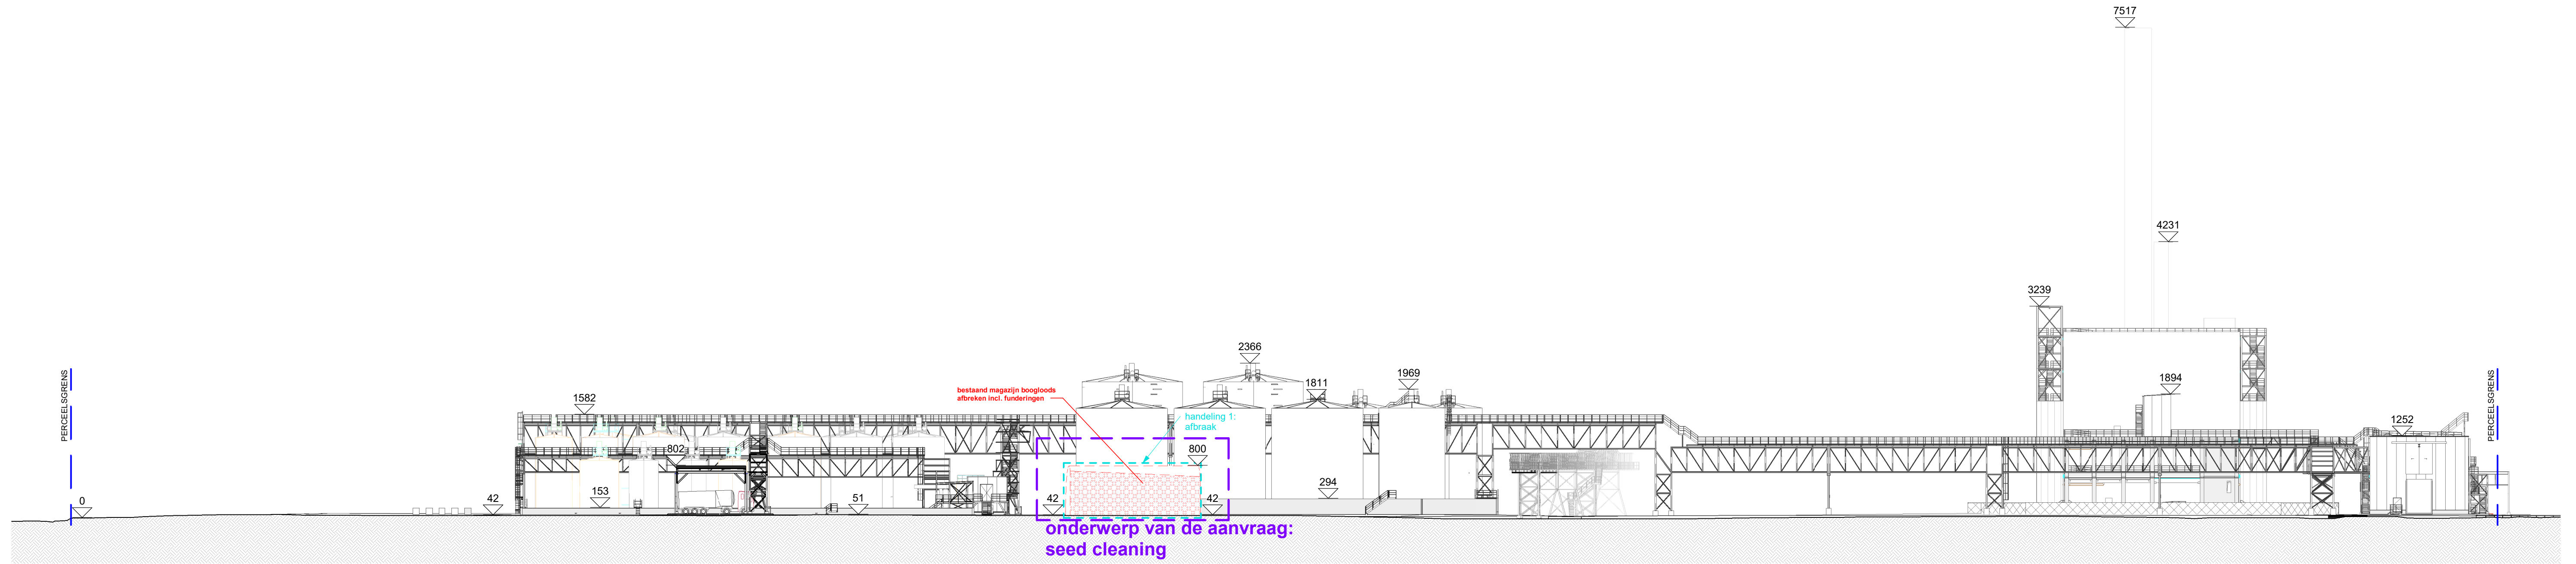 7517
4231
3239
2366
1811
1969
1894
1582
1252
bestaand magazijn boogloods
afbreken incl. funderingen
handeling 1:
afbraak
802
800
PERCEELSGRENS
PERCEELSGRENS
0
42
153
51
42
42
294
onderwerp van de aanvraag:
seed cleaning